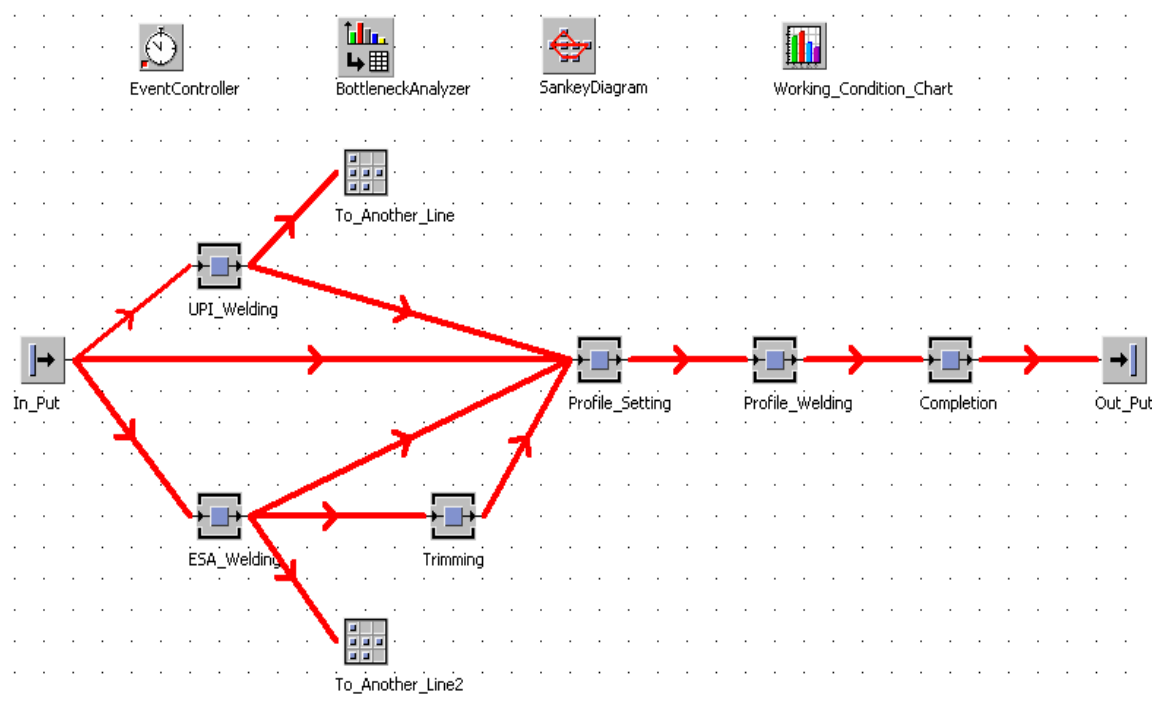 EventController
BottleneckAnalyzer
SankeyDiagram
Working_Condition_Chart
To_Another_Line
UPI_Welding
In_Put
Profile_Setting
Profile_Welding
Completion
Out_Put
ESA_Welding
Trimming
To_Another_Line2